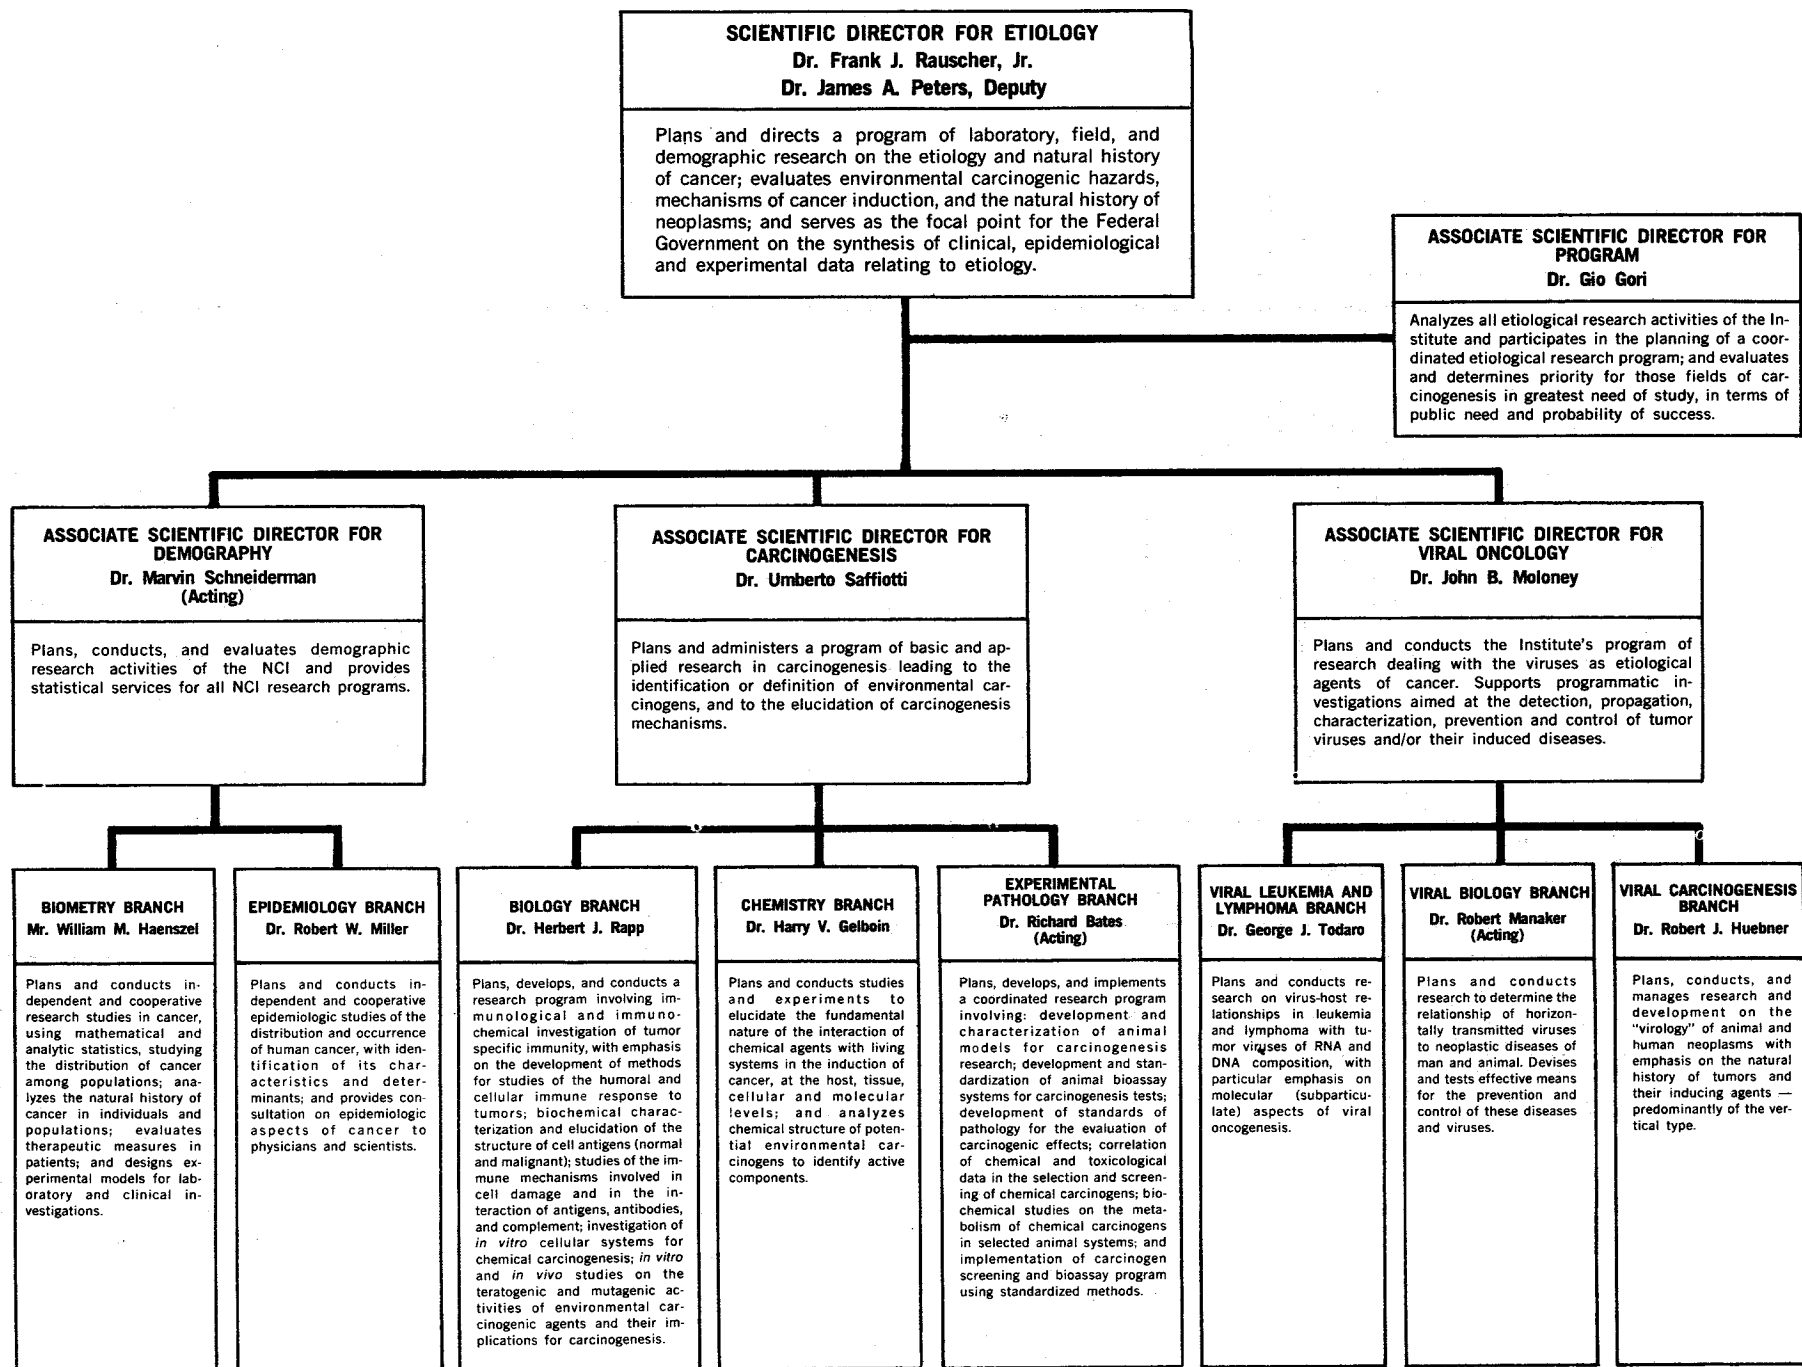 SCIENTIFIC DIRECTOR FOR ETIOLOGY
Dr. Frank J. Rauscher, Jr.
Dr. James A. Peters, Deputy
Plans and directs a program of laboratory, field, and
demographic research on the etiology and natural history
of cancer; evaluates environmental carcinogenic hazards,
mechanisms of cancer induction, and the natural history of
neoplasms; and serves as the focal point for the Federal
Government on the synthesis of clinical, epidemiological
and experimental data relating to etiology.
ASSOCIATE SCIENTIFIC DIRECTOR FOR
PROGRAM
Dr. Gio Gori
Analyzes all etiological research activities of the In-
stitute and participates in the planning of a coor-
dinated etiological research program; and evaluates
and determines priority for those fields of car-
cinogenesis in greatest need of study, in terms of
public need and probability of success.
ASSOCIATE SCIENTIFIC DIRECTOR FOR
DEMOGRAPHY
Dr. Marvin Schneiderman
(Acting)
Plans, conducts, and evaluates demographic
research activities of the NCI and provides
statistical services for all NCI research programs.
ASSOCIATE SCIENTIFIC DIRECTOR FOR
CARCINOGENESIS
Dr. Umberto Saffiotti
Plans and administers a program of basic and ap-
plied research in carcinogenesis leading to the
identification or definition of environmental car-
cinogens, and to the elucidation of carcinogenesis
mechanisms.
ASSOCIATE SCIENTIFIC DIRECTOR FOR
VIRAL ONCOLOGY
Dr. John B. Moloney
Plans and conducts the Institute's program of
research dealing with the viruses as etiological
agents of cancer. Supports programmatic in-
vestigations aimed at the detection, propagation,
characterization, prevention and control of tumor
viruses and/or their induced diseases.
BIOMETRY BRANCH
Mr. William M. Haenszel
Plans and conducts in-
dependent and cooperative
research studies in cancer,
using mathematical and
analytic statistics, studying
the distribution of cancer
among populations; ana-
lyzes the natural history of
cancer in individuals and
populations; evaluates
therapeutic measures in
patients; and designs ex-
perimental models for lab-
oratory and clinical in-
vestigations.
EPIDEMIOLOGY BRANCH
Dr. Robert W. Miller
Plans and conducts in-
dependent and cooperative
epidemiologic studies of the
distribution and occurrence
of human cancer, with iden-
tification of its char-
acteristics and deter-
minants; and provides con-
sultation on epidemiologic
aspects of cancer to
physicians and scientists.
BIOLOGY BRANCH
Dr. Herbert J. Rapp
Plans, develops, and conducts a
research program involving im-
munological and immuno-
chemical investigation of tumor
specific immunity, with emphasis
on the development of methods
for studies of the humoral and
cellular immune response to
tumors; biochemical charac-
terization and elucidation of the
structure of cell antigens (normal
and malignant); studies of the im-
mune mechanisms involved in
cell damage and in the in-
teraction of antigens, antibodies,
and complement; investigation of
in vitro cellular systems for
chemical carcinogenesis; in vitro
and in vivo studies on the
teratogenic and mutagenic ac-
tivities of environmental car-
cinogenic agents and their im-
plications for carcinogenesis.
CHEMISTRY BRANCH
Dr. Harry V. Gelboin
Plans and conducts studies
and experiments to
elucidate the fundamental
nature of the interaction of
chemical agents with living
systems in the induction of
cancer, at the host, tissue,
cellular and molecular
levels; and analyzes
chemical structure of poten-
tial environmental car-
cinogens to identify active
components.
EXPERIMENTAL
PATHOLOGY BRANCH
Dr. Richard Bates
(Acting)
Plans, develops, and implements
a coordinated research program
involving: development and
characterization of animal
models for carcinogenesis
research; development and stan-
dardization of animal bioassay
systems for carcinogenesis tests;
development of standards of
pathology for the evaluation of
carcinogenic effects; correlation
of chemical and toxicological
data in the selection and screen-
ing of chemical carcinogens; bio-
chemical studies on the meta-
bolism of chemical carcinogens
in selected animal systems; and
implementation of carcinogen
screening and bioassay program
using standardized methods.
VIRAL LEUKEMIA AND
LYMPHOMA BRANCH
Dr. George J. Todaro
Plans and conducts re-
search on virus-host re-
lationships in leukemia
and lymphoma with tu-
mor viruses of RNA and
DNA composition, with
particular emphasis on
molecular (subparticu-
late) aspects of viral
oncogenesis.
VIRAL BIOLOGY BRANCH
Dr. Robert Manaker
(Acting)
Plans and conducts
research to determine the
relationship of horizon-
tally transmitted viruses
to neoplastic diseases of
man and animal. Devises
and tests effective means
for the prevention and
control of these diseases
and viruses.
VIRAL CARCINOGENESIS
BRANCH
Dr. Robert J. Huebner
Plans, conducts, and
manages research and
development on the
"virology" of animal and
human neoplasms with
emphasis on the natural
history of tumors and
their inducing agents —
predominantly of the ver-
tical type.